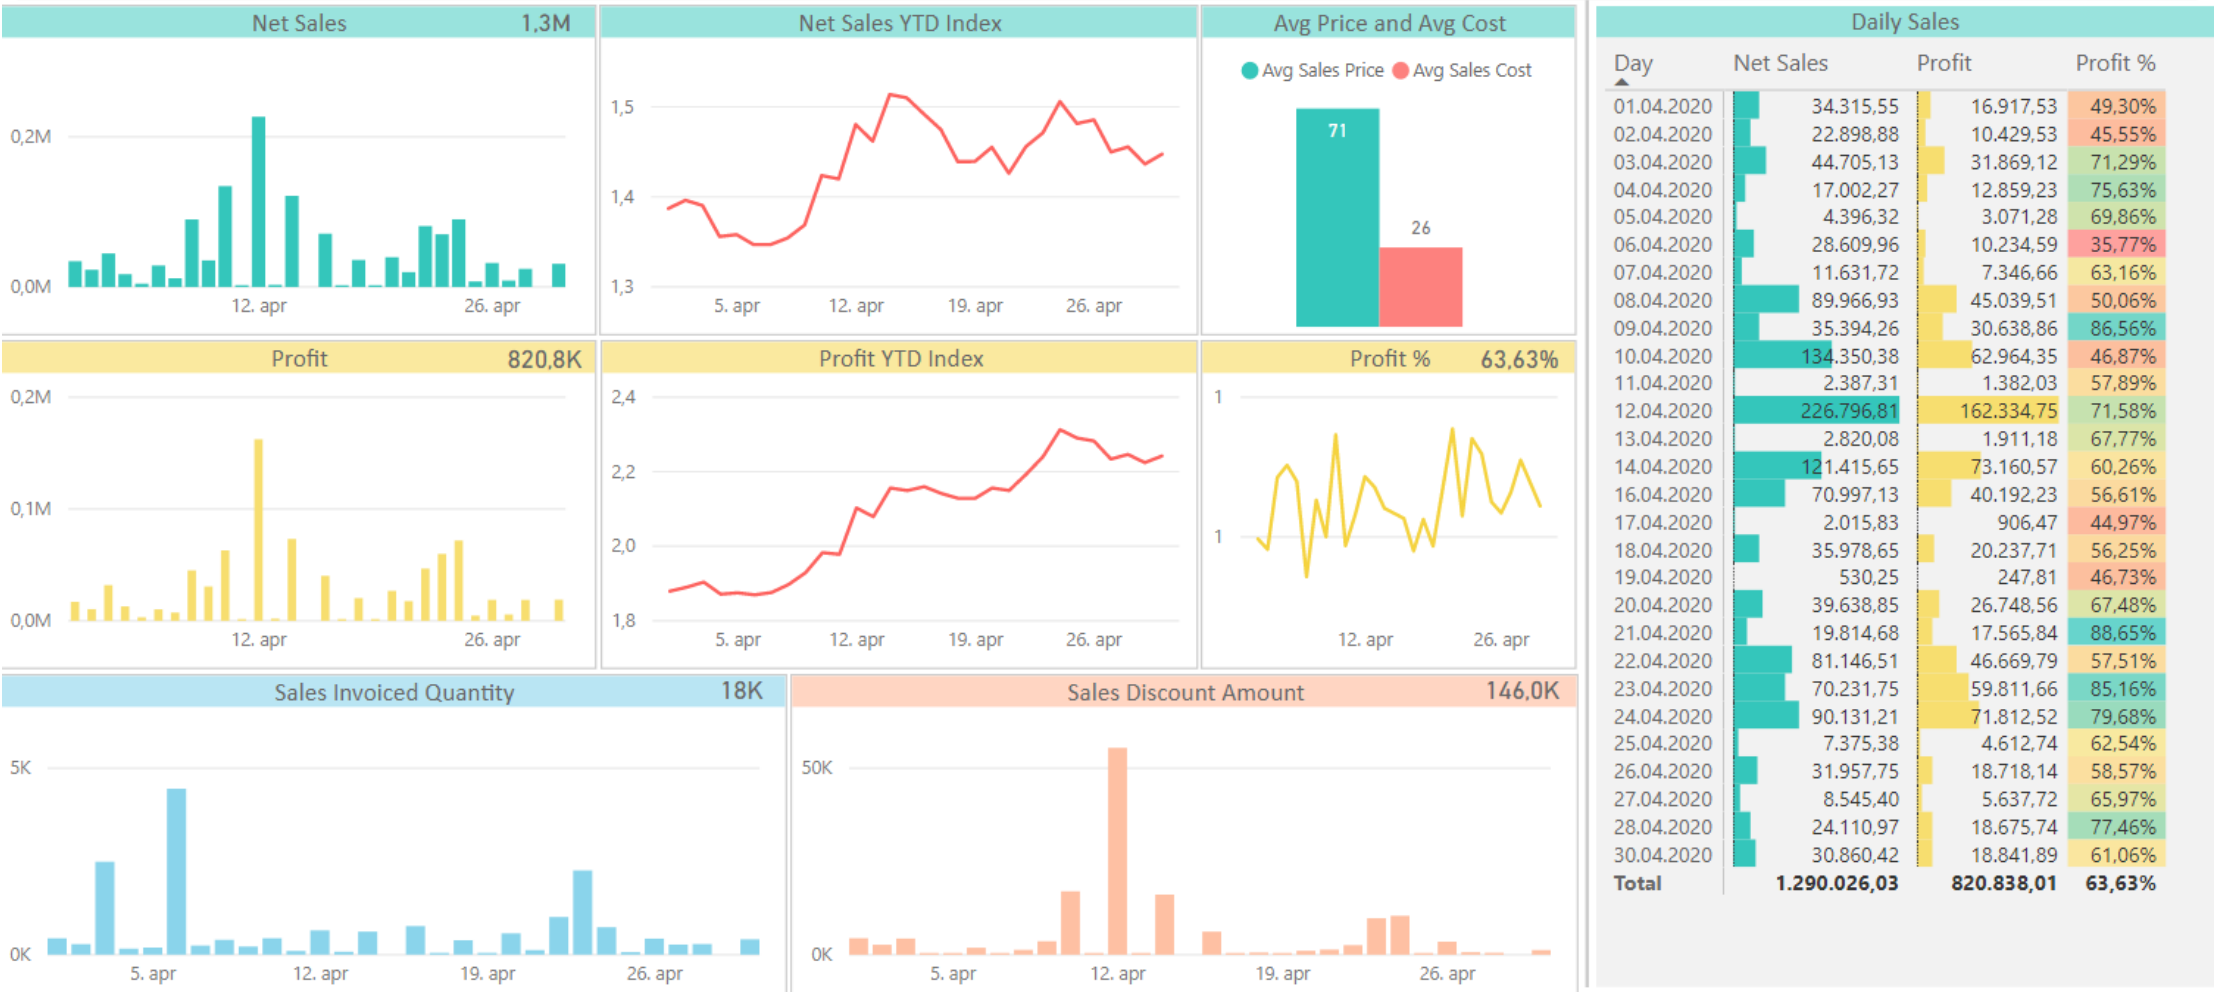 Net Sales 1,3M
0,2M
0,0M
12. apr 26. apr
Net Sales YTD Index
1,5
1,4
1,3
5. apr 12. apr 19. apr 26. apr
Avg Price and Avg Cost
Avg Sales Price Avg Sales Cost
71
26
Profit 820,8K
0,2M
0,1M
0,0M
12. apr 26. apr
Profit YTD Index
2,4
2,2
2,0
1,8
5. apr 12. apr 19. apr 26. apr
Profit % 63,63%
1
1
12. apr 26. apr
Sales Invoiced Quantity 18K
5K
0K
5. apr 12. apr 19. apr 26. apr
Sales Discount Amount 146,0K
50K
0K
5. apr 12. apr 19. apr 26. apr
Daily Sales
Day Net Sales Profit Profit %
01.04.2020 34.315,55 16.917,53 49,30%
02.04.2020 22.898,88 10.429,53 45,55%
03.04.2020 44.705,13 31.869,12 71,29%
04.04.2020 17.002,27 12.859,23 75,63%
05.04.2020 4.396,32 3.071,28 69,86%
06.04.2020 28.609,96 10.234,59 35,77%
07.04.2020 11.631,72 7.346,66 63,16%
08.04.2020 89.966,93 45.039,51 50,06%
09.04.2020 35.394,26 30.638,86 86,56%
10.04.2020 134.350,38 62.964,35 46,87%
11.04.2020 2.387,31 1.382,03 57,89%
12.04.2020 226.796,81 162.334,75 71,58%
13.04.2020 2.820,08 1.911,18 67,77%
14.04.2020 121.415,65 73.160,57 60,26%
16.04.2020 70.997,13 40.192,23 56,61%
17.04.2020 2.015,83 906,47 44,97%
18.04.2020 35.978,65 20.237,71 56,25%
19.04.2020 530,25 247,81 46,73%
20.04.2020 39.638,85 26.748,56 67,48%
21.04.2020 19.814,68 17.565,84 88,65%
22.04.2020 81.146,51 46.669,79 57,51%
23.04.2020 70.231,75 59.811,66 85,16%
24.04.2020 90.131,21 71.812,52 79,68%
25.04.2020 7.375,38 4.612,74 62,54%
26.04.2020 31.957,75 18.718,14 58,57%
27.04.2020 8.545,40 5.637,72 65,97%
28.04.2020 24.110,97 18.675,74 77,46%
30.04.2020 30.860,42 18.841,89 61,06%
Total 1.290.026,03 820.838,01 63,63%